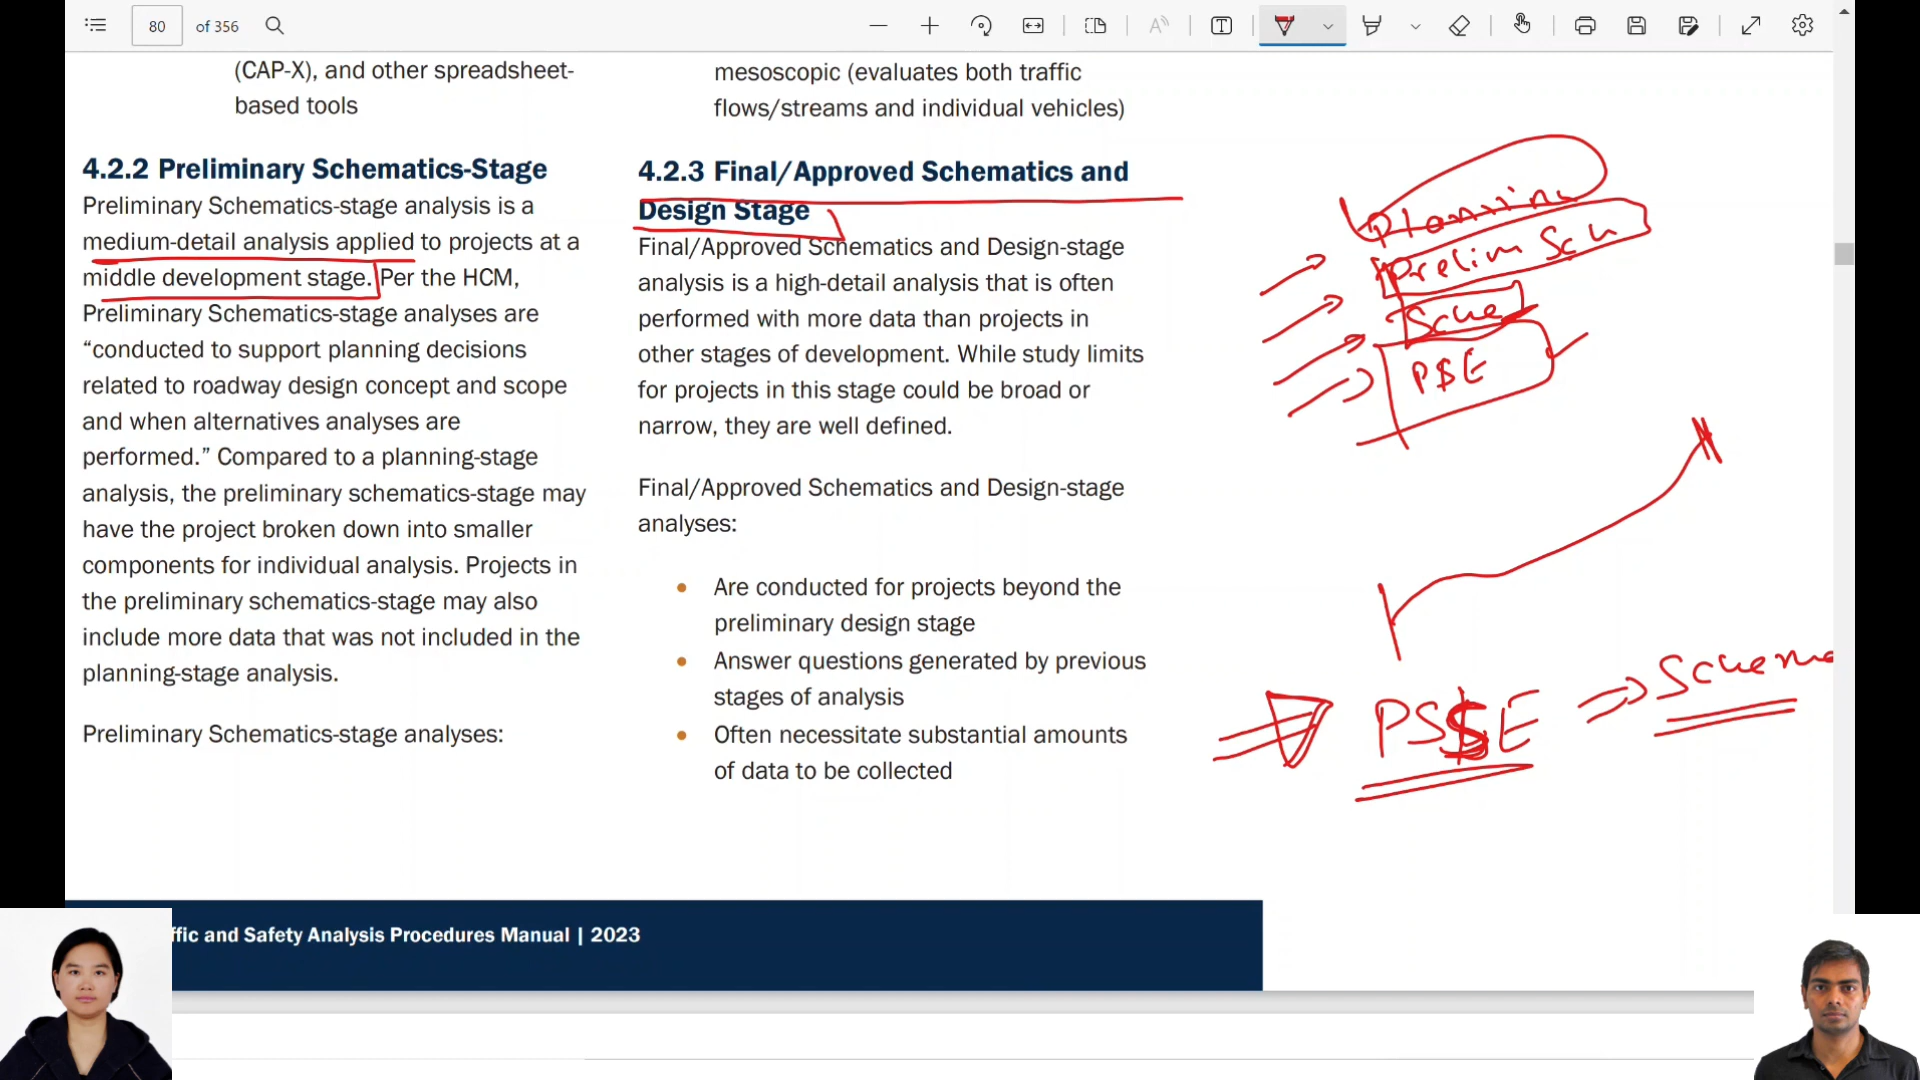 80
of 356
(CAP-X), and other spreadsheet-
based tools
4.2.2 Preliminary Schematics-Stage
Preliminary Schematics-stage analysis is a
medium-detail analysis applied to projects at a
middle development stage. Per the HCM,
Preliminary Schematics-stage analyses are
“conducted to support planning decisions
related to roadway design concept and scope
and when alternatives analyses are
performed.” Compared to a planning-stage
analysis, the preliminary schematics-stage may
have the project broken down into smaller
components for individual analysis. Projects in
the preliminary schematics-stage may also
include more data that was not included in the
planning-stage analysis.
Preliminary Schematics-stage analyses:
mesoscopic (evaluates both traffic
flows/streams and individual vehicles)
4.2.3 Final/Approved Schematics and
Design Stage
Final/Approved Schematics and Design-stage
analysis is a high-detail analysis that is often
performed with more data than projects in
other stages of development. While study limits
for projects in this stage could be broad or
narrow, they are well defined.
Final/Approved Schematics and Design-stage
analyses:
• Are conducted for projects beyond the
preliminary design stage
• Answer questions generated by previous
stages of analysis
• Often necessitate substantial amounts
of data to be collected
Planning
Prelim Sch
Sche
PS&E
Schema
ffic and Safety Analysis Procedures Manual | 2023